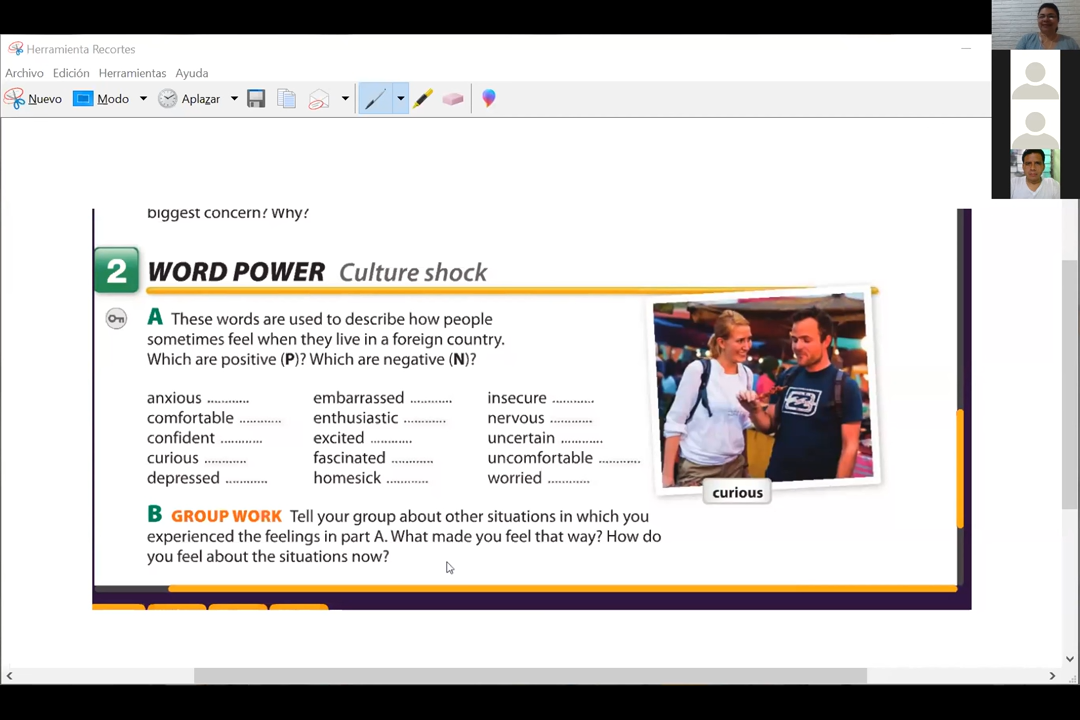 Herramienta Recortes
Archivo Edición Herramientas Ayuda
Nuevo Modo Aplazar
biggest concern? Why?
2 WORD POWER Culture shock
A These words are used to describe how people
sometimes feel when they live in a foreign country.
Which are positive (P)? Which are negative (N)?
anxious ............ embarrassed ............ insecure ............
comfortable ............ enthusiastic ............ nervous ............
confident ............ excited ............ uncertain ............
curious ............ fascinated ............ uncomfortable ............
depressed ............ homesick ............ worried ............
curious
B GROUP WORK Tell your group about other situations in which you
experienced the feelings in part A. What made you feel that way? How do
you feel about the situations now?